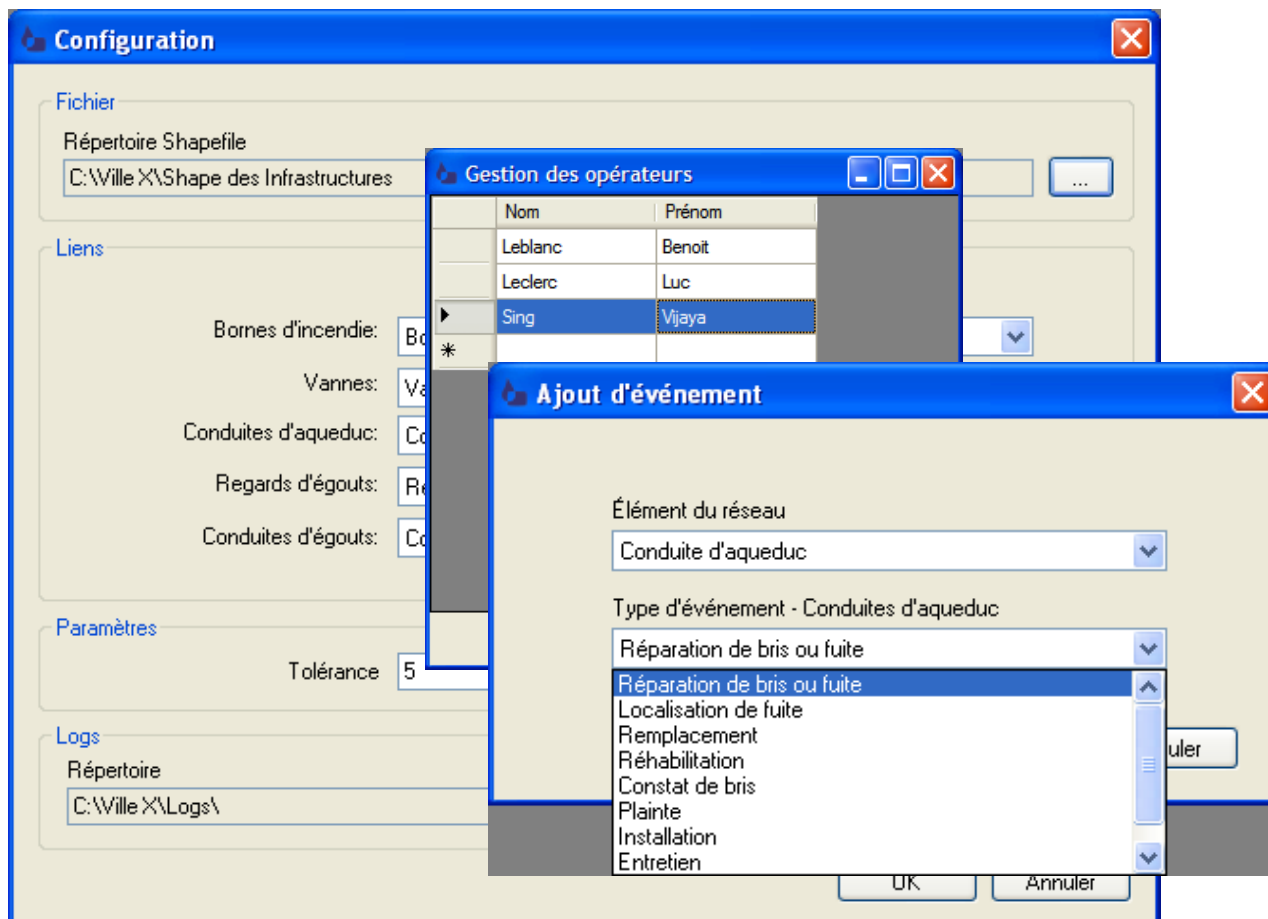 Configuration
Fichier
Répertoire Shapefile
C:\Ville X\Shape des Infrastructures
...
Liens
Bornes d'incendie:
Vannes:
Conduites d'aqueduc:
Regards d'égouts:
Conduites d'égouts:
Paramètres
Tolérance 5
Logs
Répertoire
C:\Ville X\Logs\
OK Annuler
Gestion des opérateurs
Nom Prénom
Leblanc Benoit
Leclerc Luc
Sing Vijaya
Ajout d'événement
Élément du réseau
Conduite d'aqueduc
Type d'événement - Conduites d'aqueduc
Réparation de bris ou fuite
Réparation de bris ou fuite
Localisation de fuite
Remplacement
Réhabilitation
Constat de bris
Plainte
Installation
Entretien